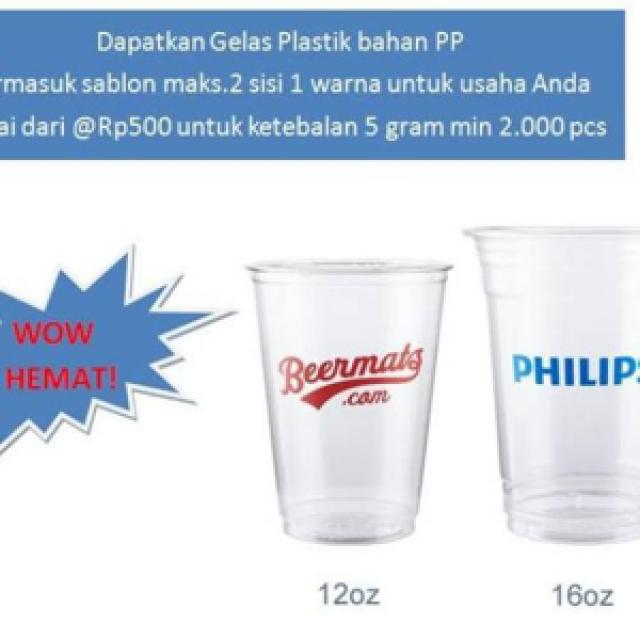 Dapatkan Gelas Plastik bahan PP
rmasuk sablon maks.2 sisi 1 warna untuk usaha Anda
ai dari @Rp500 untuk ketebalan 5 gram min 2.000 pcs
WOW
HEMAT!
Beermats
.com
PHILIPS
12oz
16oz